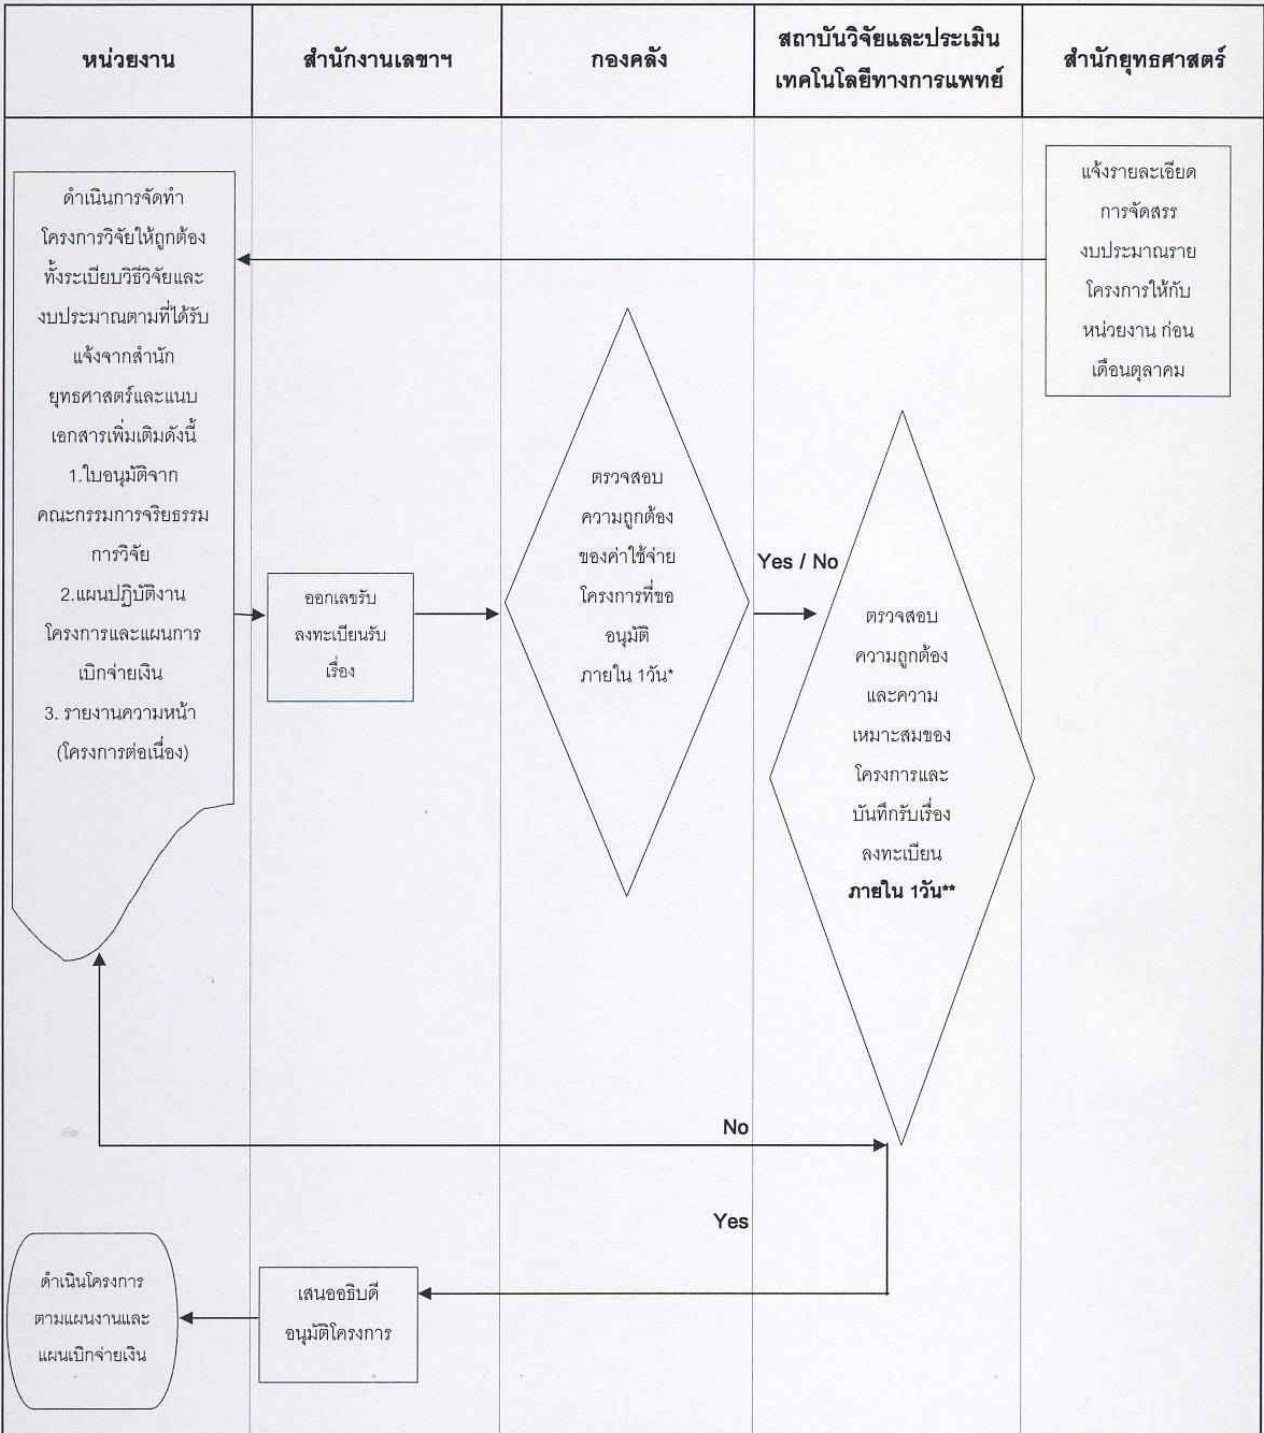 หน่วยงาน
สำนักงานเลขาฯ
กองคลัง
สถาบันวิจัยและประเมิน
เทคโนโลยีทางการแพทย์
สำนักยุทธศาสตร์
แจ้งรายละเอียด
การจัดสรร
งบประมาณราย
โครงการให้กับ
หน่วยงาน ก่อน
เดือนตุลาคม
ดำเนินการจัดทำ
โครงการวิจัยให้ถูกต้อง
ทั้งระเบียบวิธีวิจัยและ
งบประมาณตามที่ได้รับ
แจ้งจากสำนัก
ยุทธศาสตร์และแนบ
เอกสารเพิ่มเติมดังนี้
1.ใบอนุมัติจาก
คณะกรรมการจริยธรรม
การวิจัย
2.แผนปฏิบัติงาน
โครงการและแผนการ
เบิกจ่ายเงิน
3. รายงานความหน้า
(โครงการต่อเนื่อง)
ออกเลขรับ
ลงทะเบียนรับ
เรื่อง
ตรวจสอบ
ความถูกต้อง
ของค่าใช้จ่าย
โครงการที่ขอ
อนุมัติ
ภายใน 1วัน*
Yes / No
ตรวจสอบ
ความถูกต้อง
และความ
เหมาะสมของ
โครงการและ
บันทึกรับเรื่อง
ลงทะเบียน
ภายใน 1วัน**
No
Yes
เสนออธิบดี
อนุมัติโครงการ
ดำเนินโครงการ
ตามแผนงานและ
แผนเบิกจ่ายเงิน